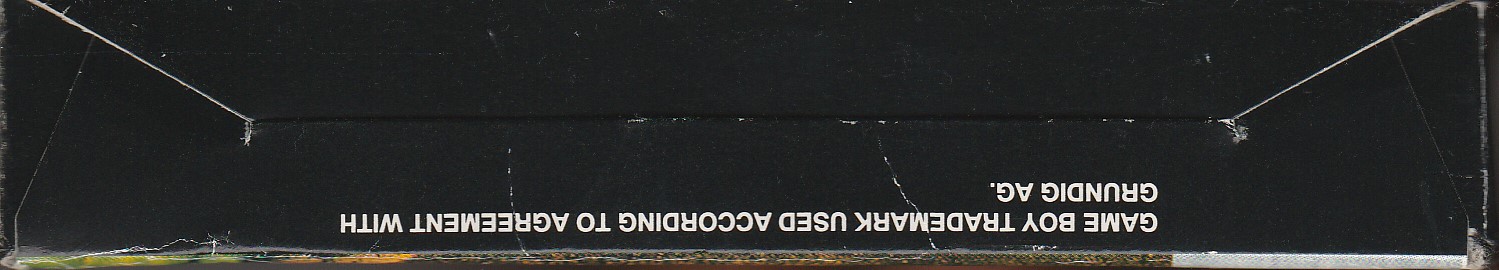 GAME BOY TRADEMARK USED ACCORDING TO AGREEMENT WITH
GRUNDIG AG.